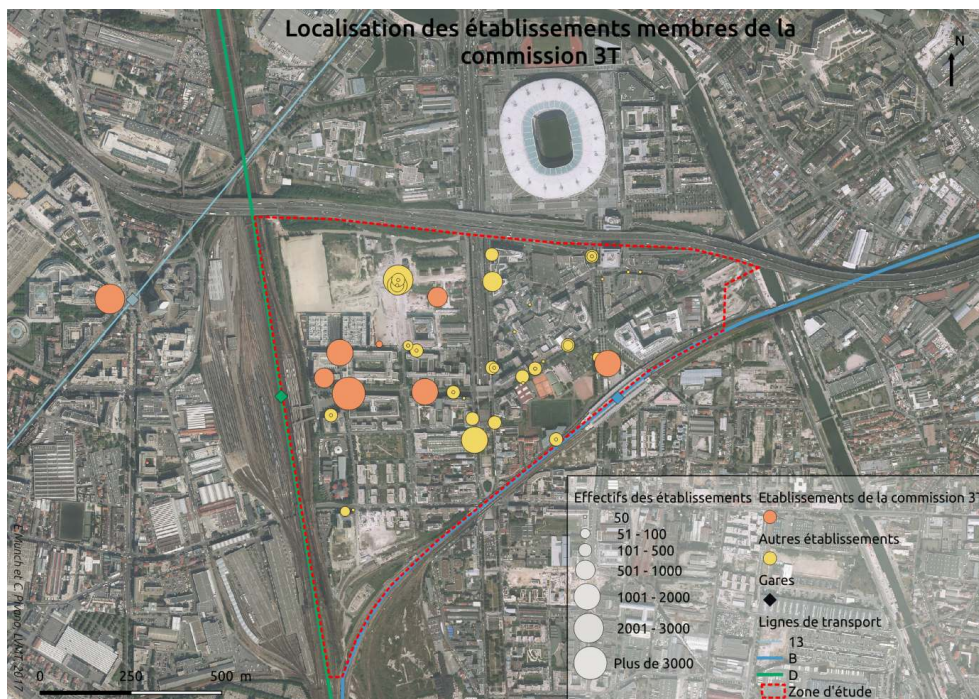 Localisation des établissements membres de la
commission 3T
N
Effectifs des établissements
50
51 - 100
101 - 500
501 - 1000
1001 - 2000
2001 - 3000
Plus de 3000
Etablissements de la commission 3T
Autres établissements
Gares
Lignes de transport
13
B
D
Zone d'étude
0 250 500 m
LVMT, 2017